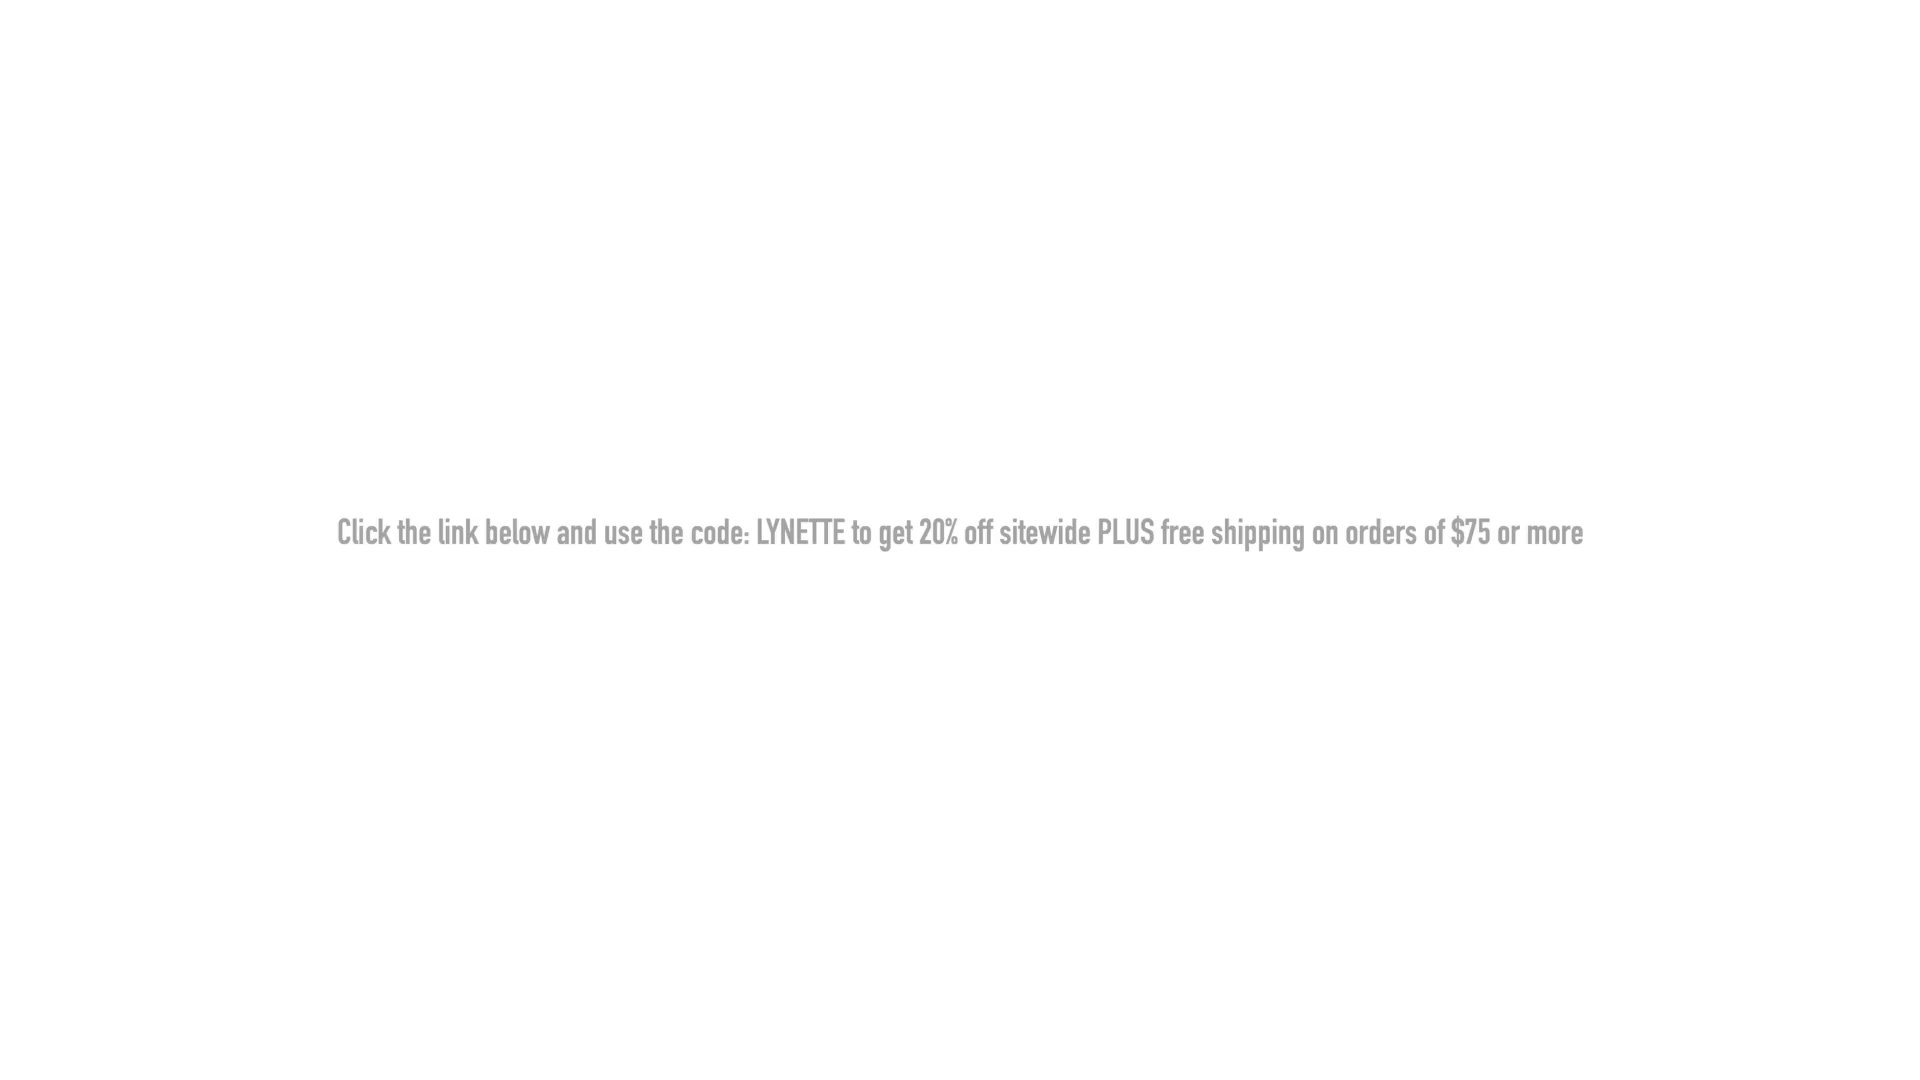 Click the link below and use the code: LYNETTE to get 20% off sitewide PLUS free shipping on orders of $75 or more